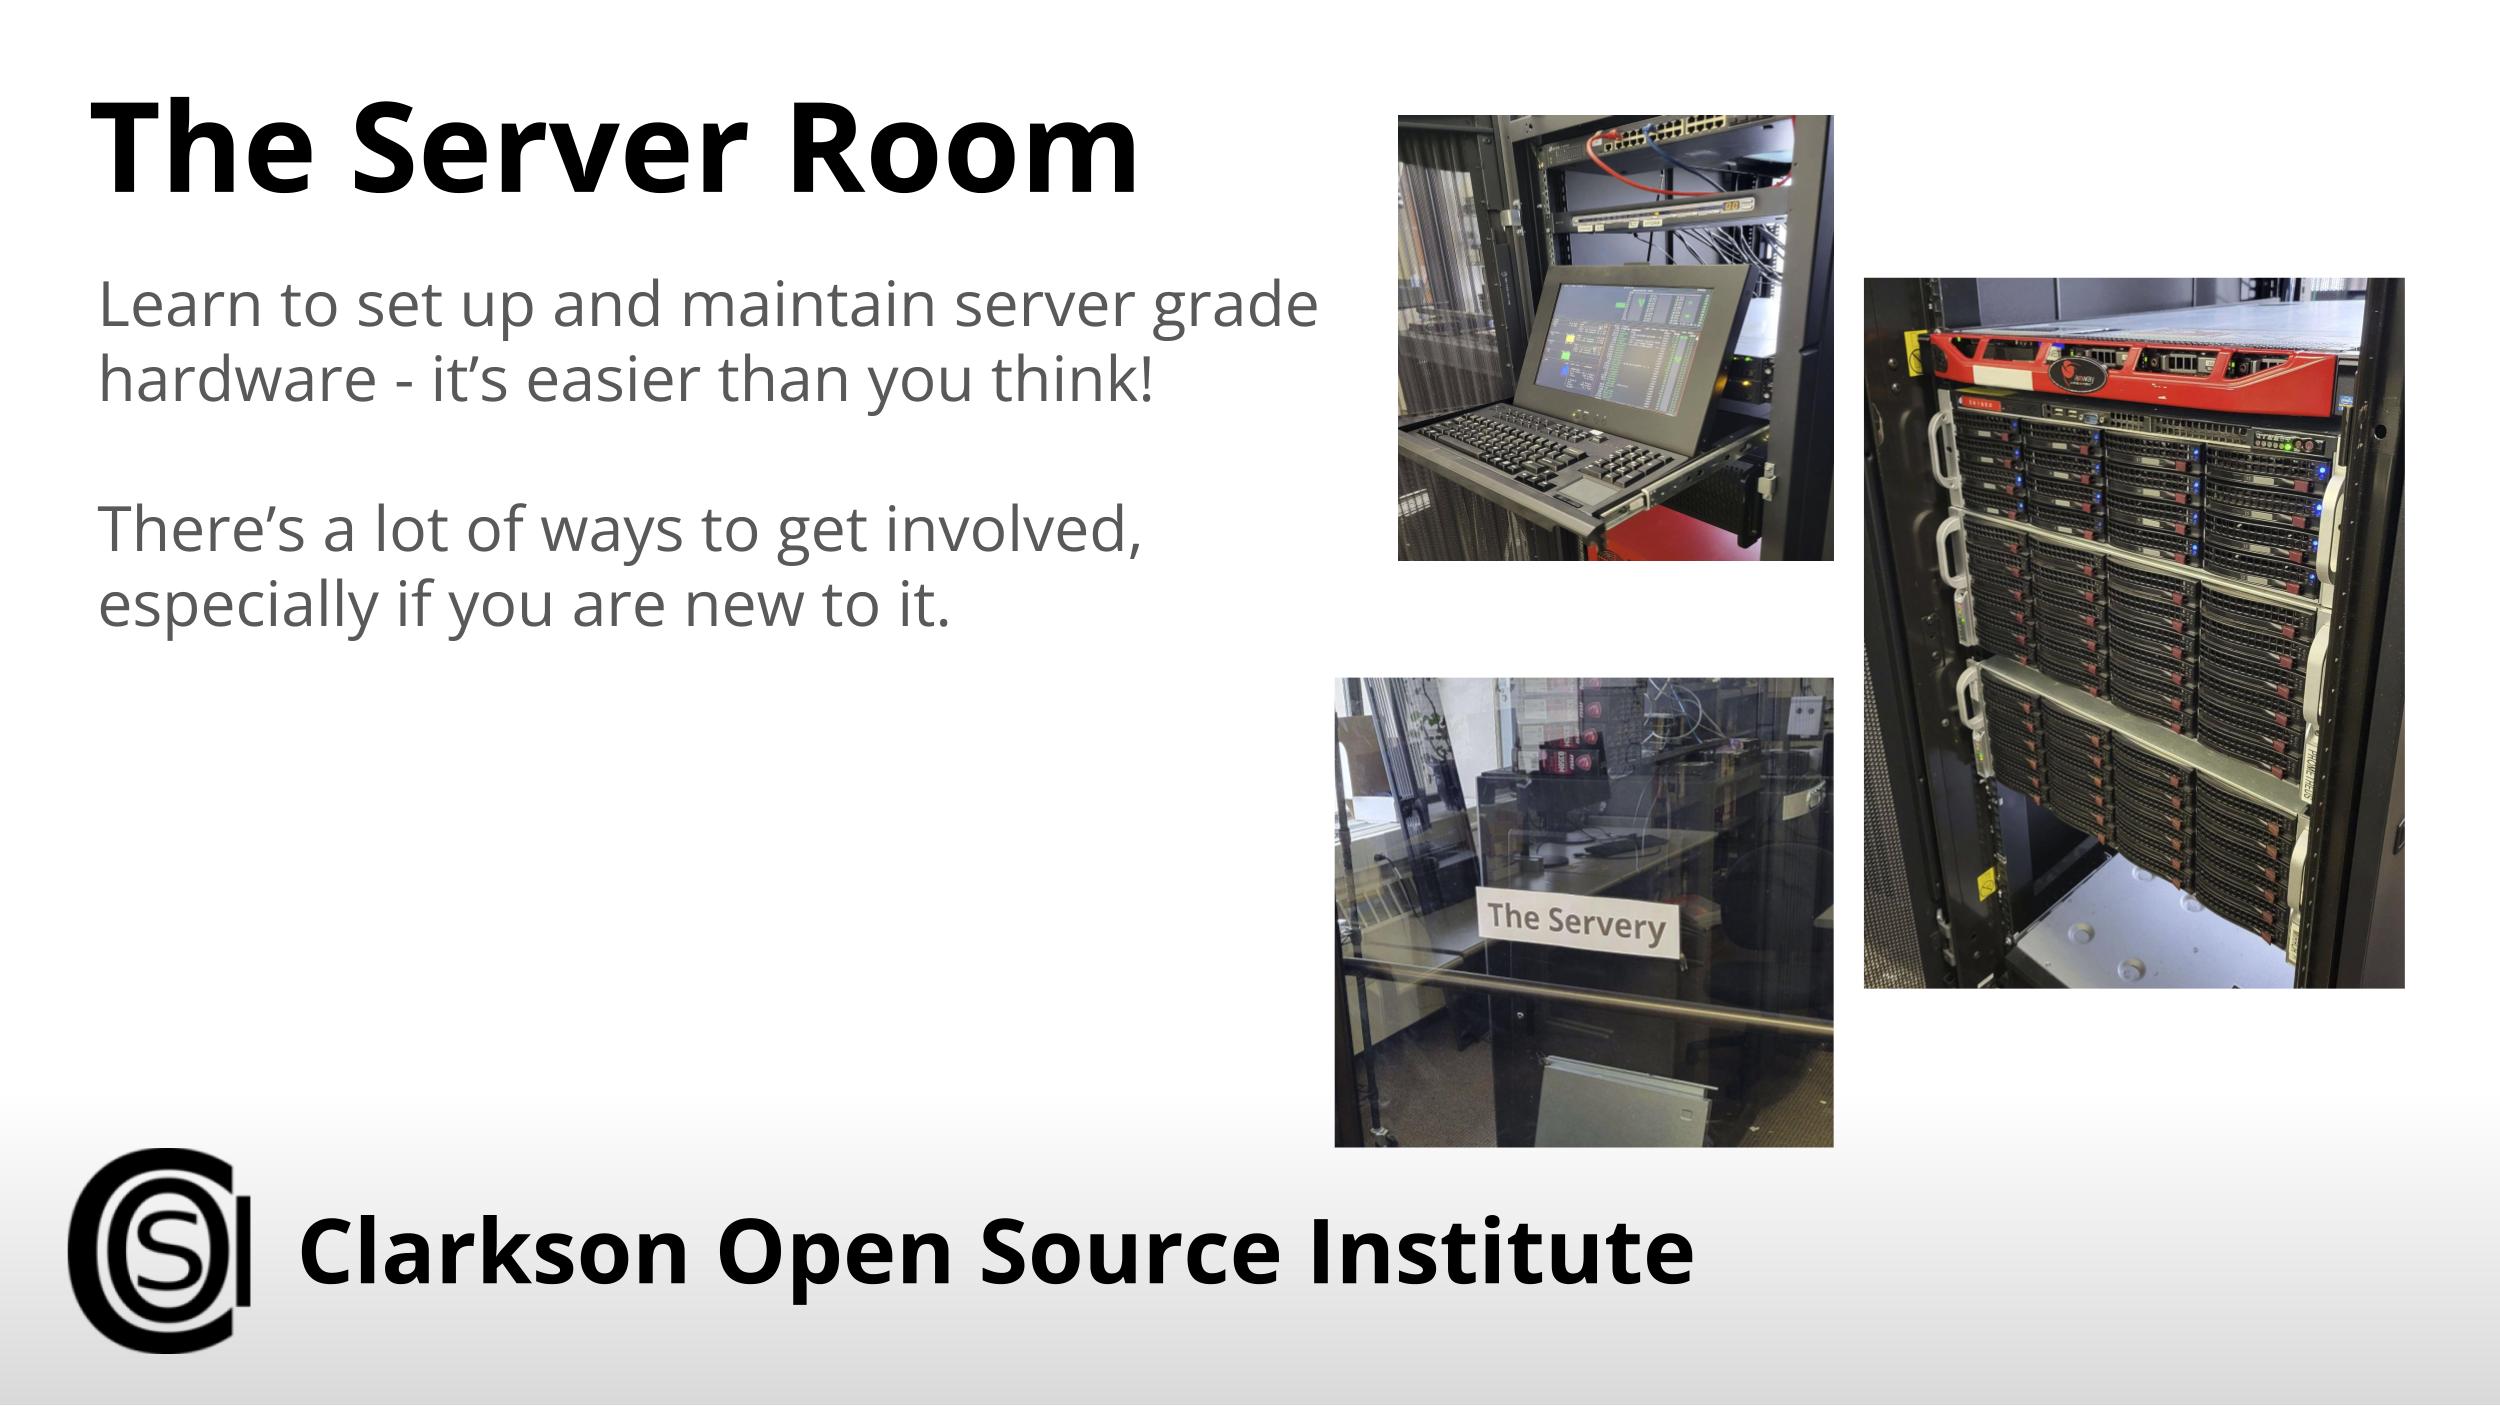 The Server Room
Learn to set up and maintain server grade
hardware - it’s easier than you think!
There’s a lot of ways to get involved,
especially if you are new to it.
The Servery
COSI
Clarkson Open Source Institute